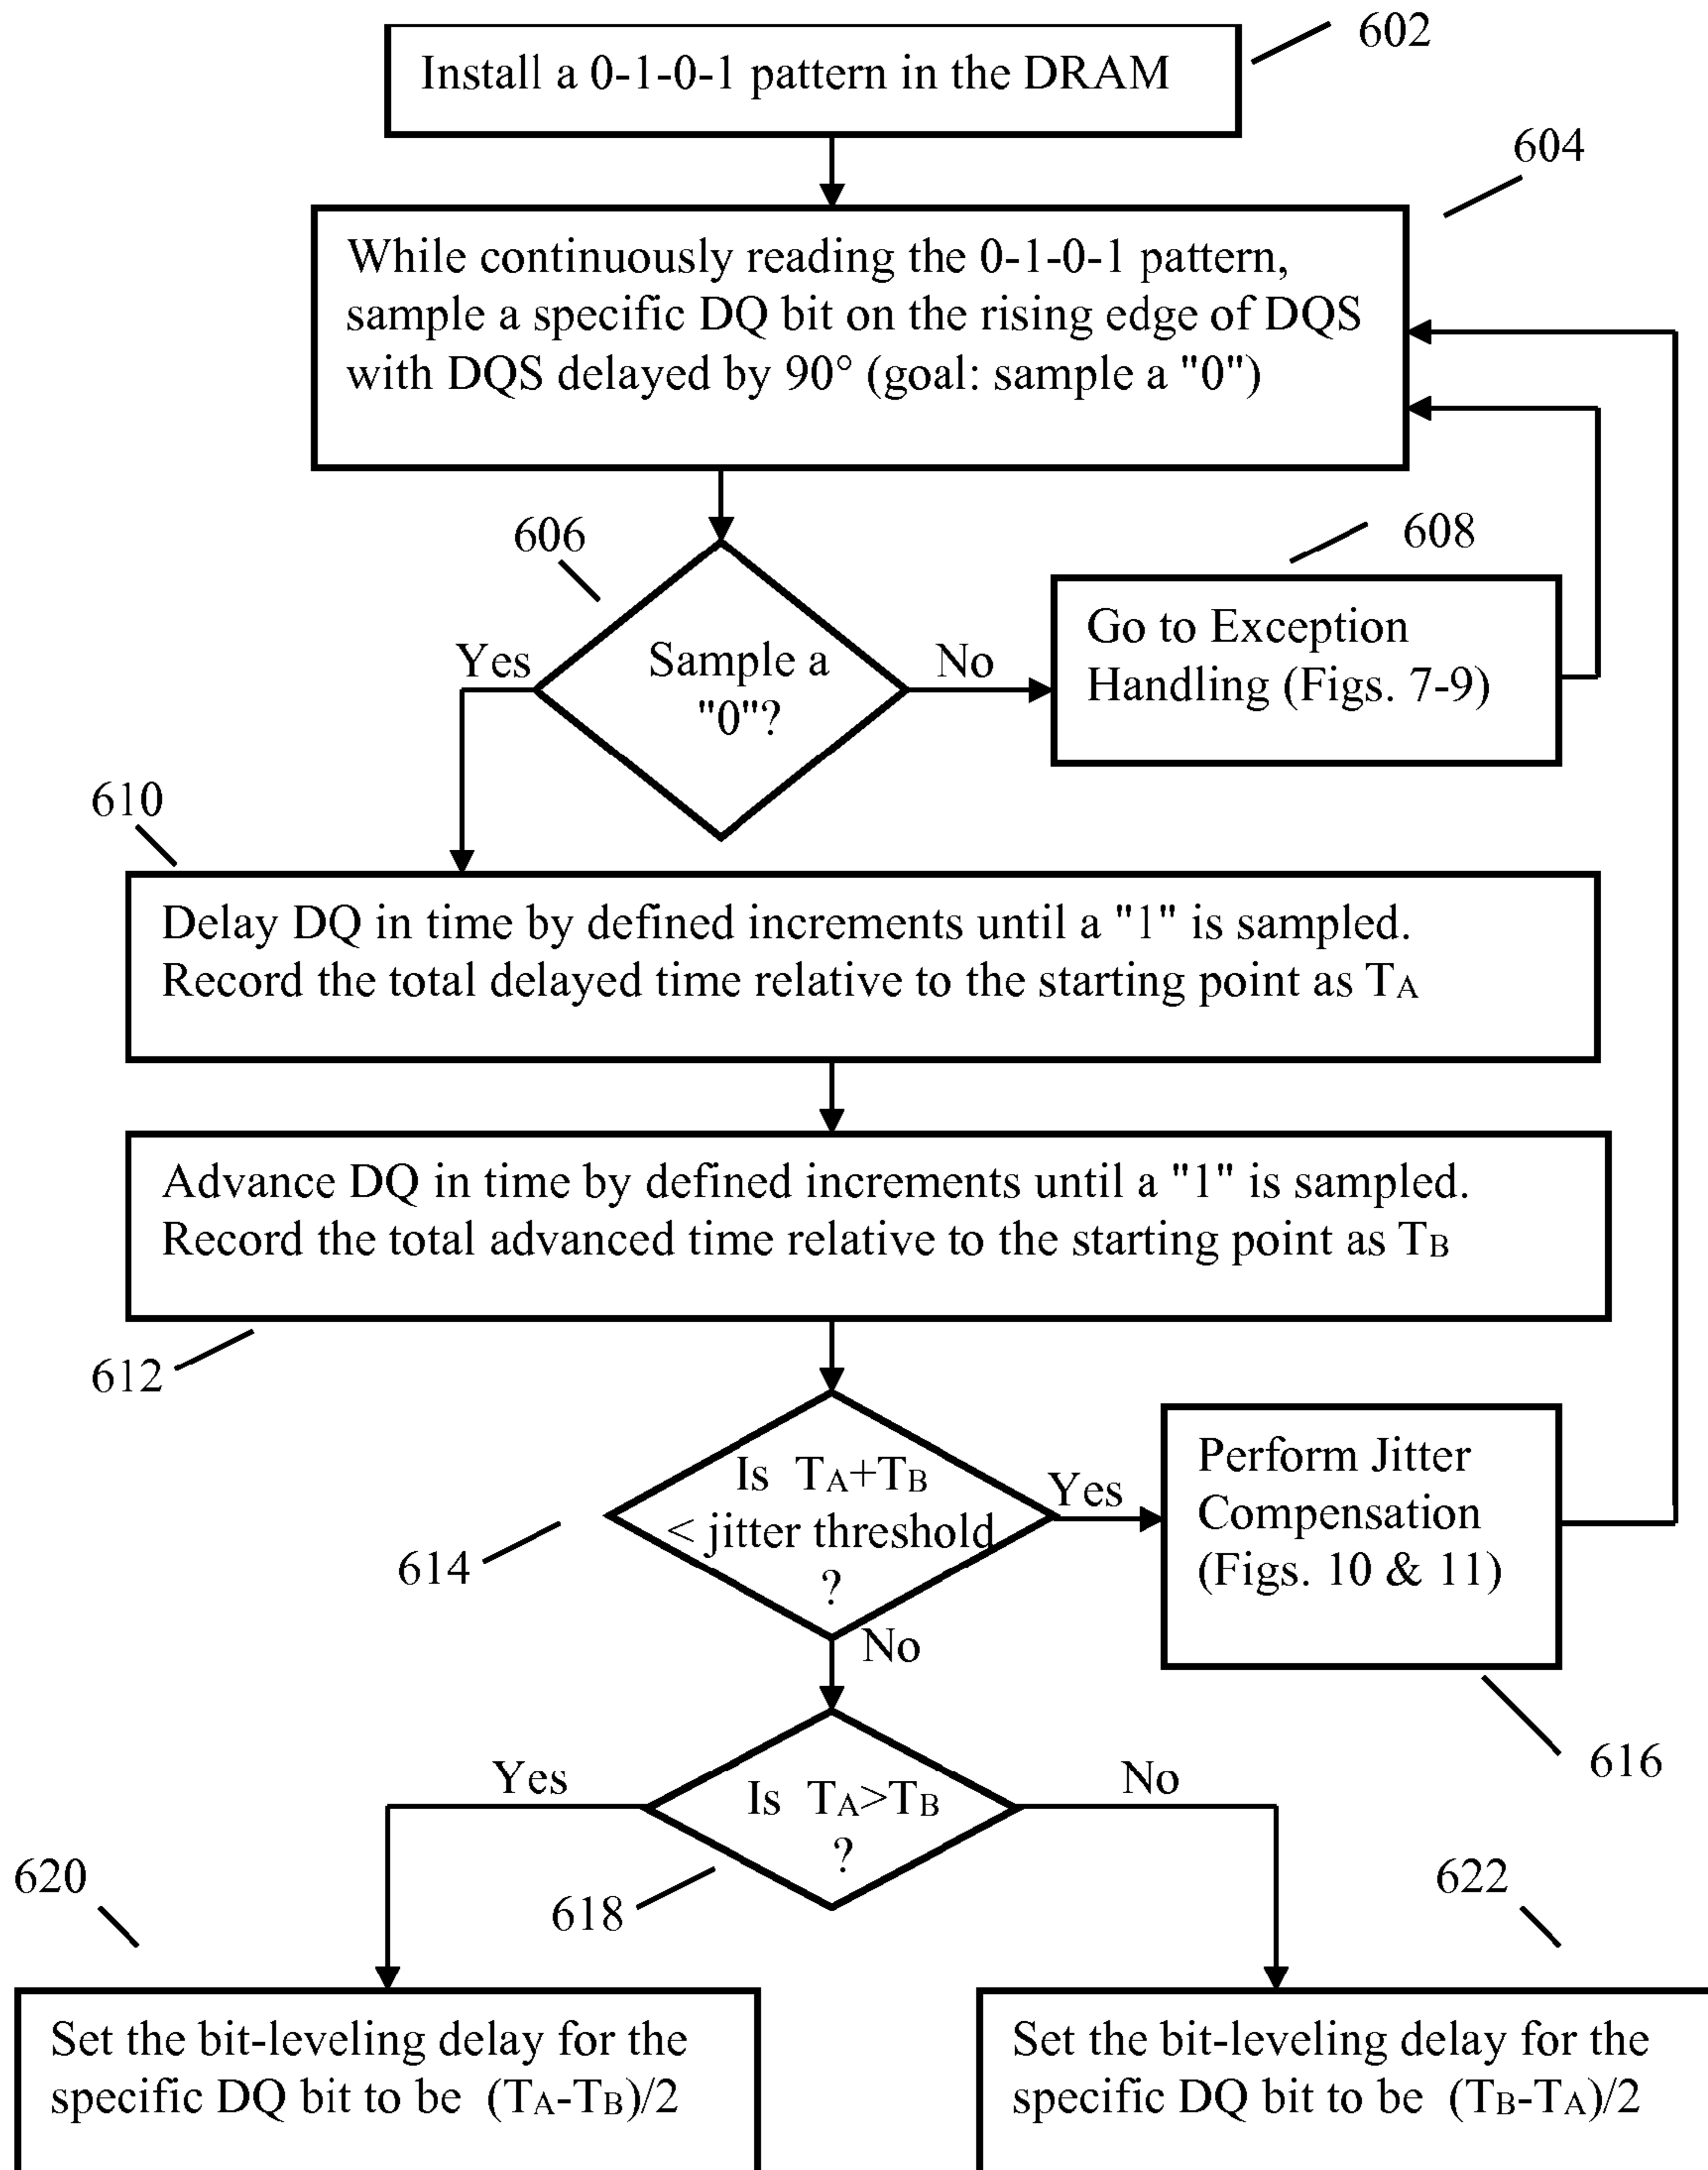 602
Install a 0-1-0-1 pattern in the DRAM
604
While continuously reading the 0-1-0-1 pattern,
sample a specific DQ bit on the rising edge of DQS
with DQS delayed by 90° (goal: sample a "0")
606
608
Yes
Sample a
"0"?
No
Go to Exception
Handling (Figs. 7-9)
610
Delay DQ in time by defined increments until a "1" is sampled.
Record the total delayed time relative to the starting point as TA
Advance DQ in time by defined increments until a "1" is sampled.
Record the total advanced time relative to the starting point as TB
612
614
Is TA+TB
< jitter threshold
?
Yes
Perform Jitter
Compensation
(Figs. 10 & 11)
No
616
Yes
Is TA>TB
?
No
618
620
622
Set the bit-leveling delay for the
specific DQ bit to be (TA-TB)/2
Set the bit-leveling delay for the
specific DQ bit to be (TB-TA)/2